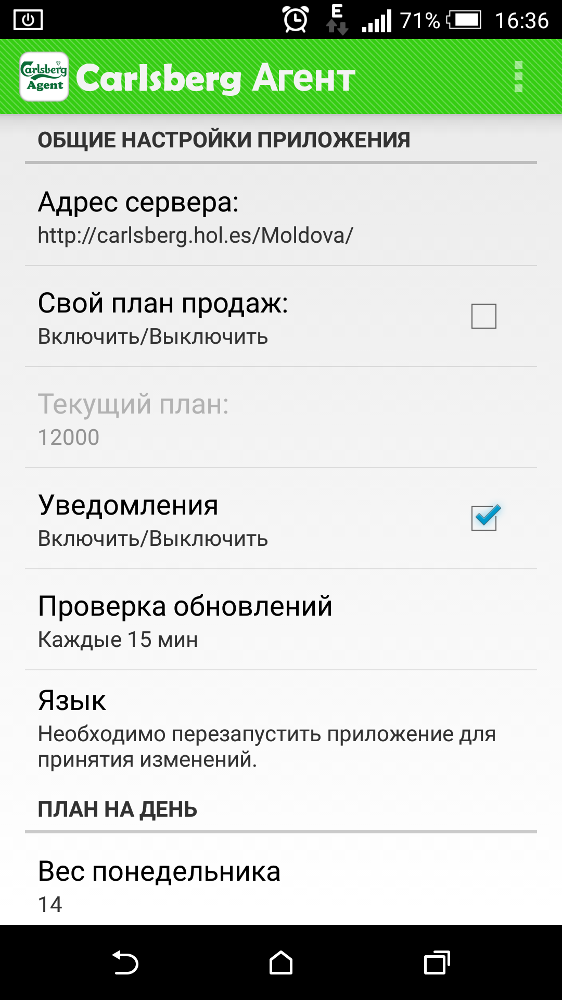 E
71%
16:36
Carlsberg
Agent
Carlsberg Агент
ОБЩИЕ НАСТРОЙКИ ПРИЛОЖЕНИЯ
Адрес сервера:
http://carlsberg.hol.es/Moldova/
Свой план продаж:
Включить/Выключить
Текущий план:
12000
Уведомления
Включить/Выключить
Проверка обновлений
Каждые 15 мин
Язык
Необходимо перезапустить приложение для
принятия изменений.
ПЛАН НА ДЕНЬ
Вес понедельника
14